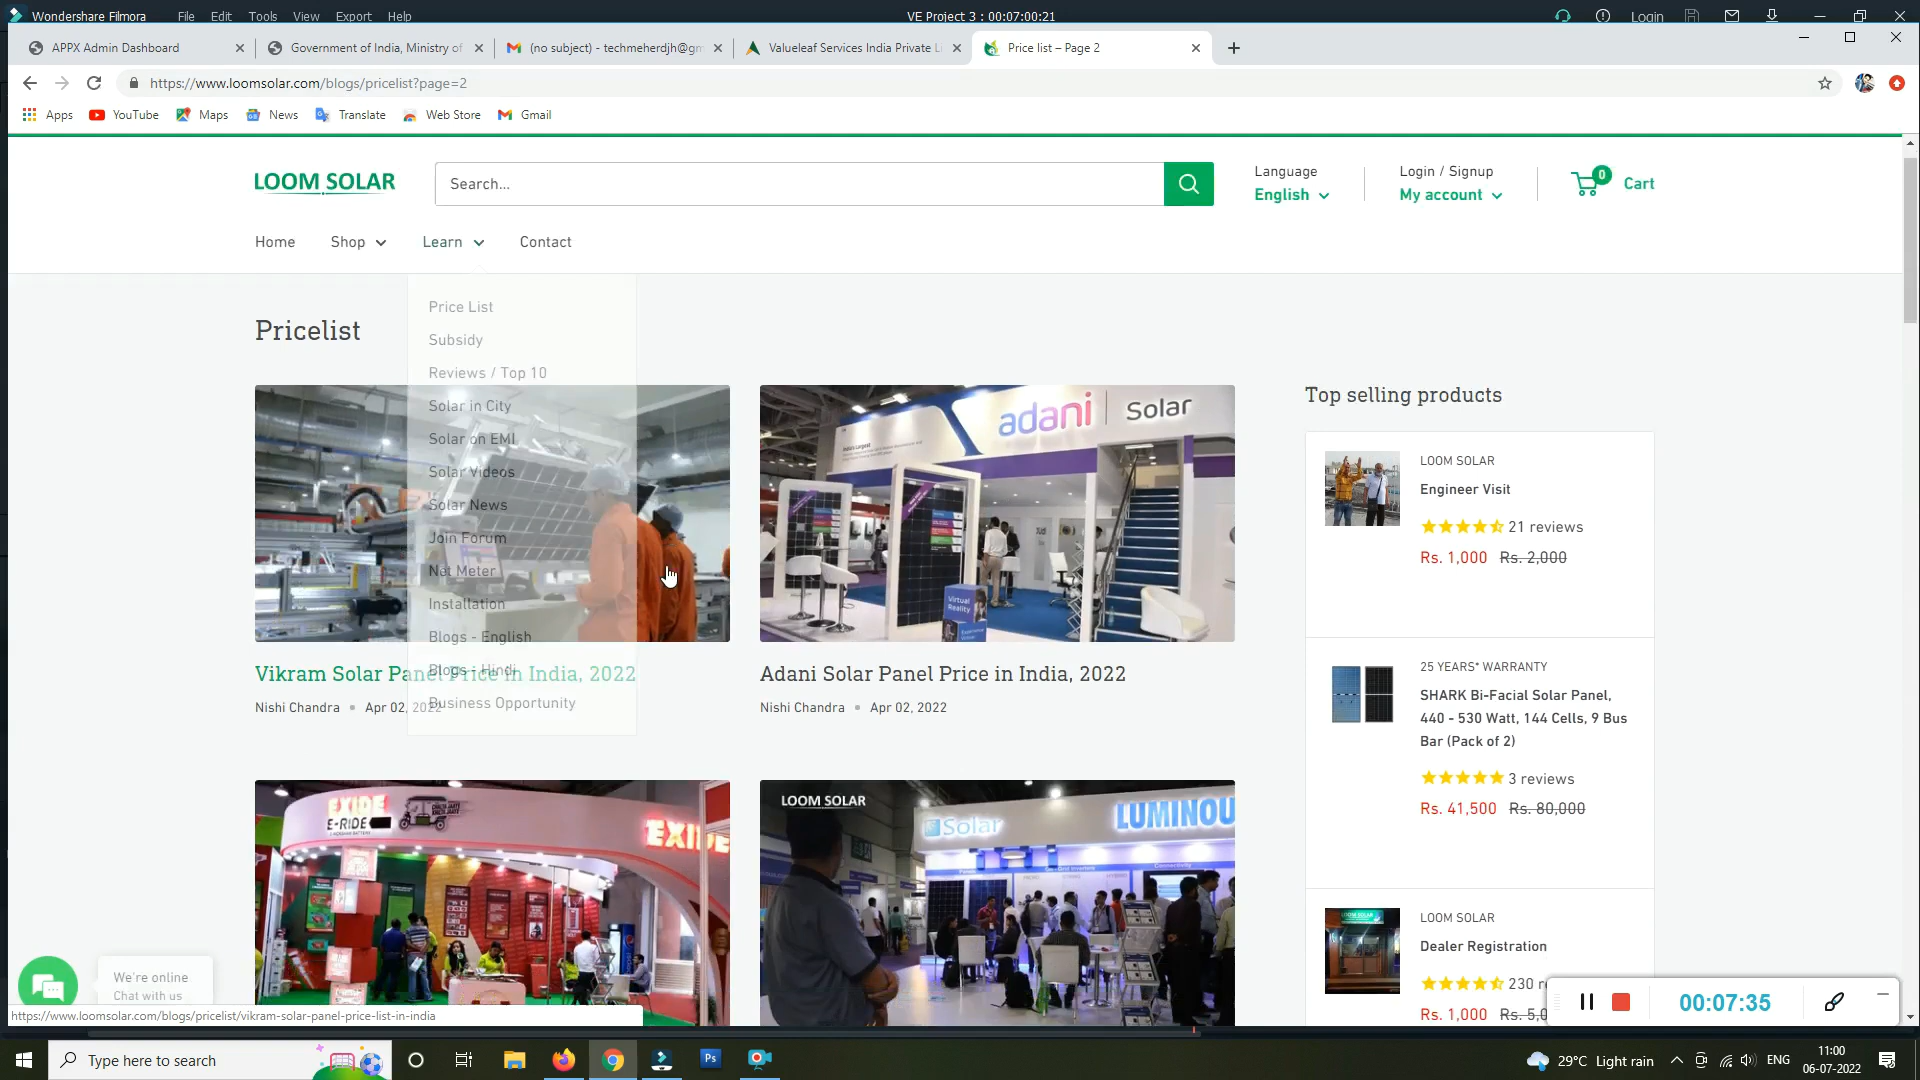 Wondershare Filmora File Edit Tools View Export Help VE Project 3 : 00:07:00:21 Login
APPX Admin Dashboard Government of India, Ministry of (no subject) - techmeherdjh@gm Valueleaf Services India Private Li Price list – Page 2
https://www.loomsolar.com/blogs/pricelist?page=2
Apps YouTube Maps News Translate Web Store Gmail
LOOM SOLAR
Search...
Language
English
Login / Signup
My account
0
Cart
Home Shop Learn Contact
Price List
Subsidy
Reviews / Top 10
Solar in City
Solar on EMI
Solar Videos
Solar News
Join Forum
Net Meter
Installation
Blogs - English
Blogs - Hindi
Business Opportunity
Pricelist
adani Solar
Virtual
Reality
Vikram Solar Panel Price in India, 2022
Nishi Chandra • Apr 02, 2022
Adani Solar Panel Price in India, 2022
Nishi Chandra • Apr 02, 2022
EXIDE
E-RIDE
EXIDE
LOOM SOLAR
Solar
LUMINOU
Top selling products
LOOM SOLAR
Engineer Visit
21 reviews
Rs. 1,000 Rs. 2,000
25 YEARS* WARRANTY
SHARK Bi-Facial Solar Panel,
440 - 530 Watt, 144 Cells, 9 Bus
Bar (Pack of 2)
3 reviews
Rs. 41,500 Rs. 80,000
LOOM SOLAR
Dealer Registration
230 r
Rs. 1,000 Rs. 5,0
00:07:35
We're online
Chat with us
https://www.loomsolar.com/blogs/pricelist/vikram-solar-panel-price-list-in-india
Type here to search
Ps
29°C Light rain
ENG
11:00
06-07-2022